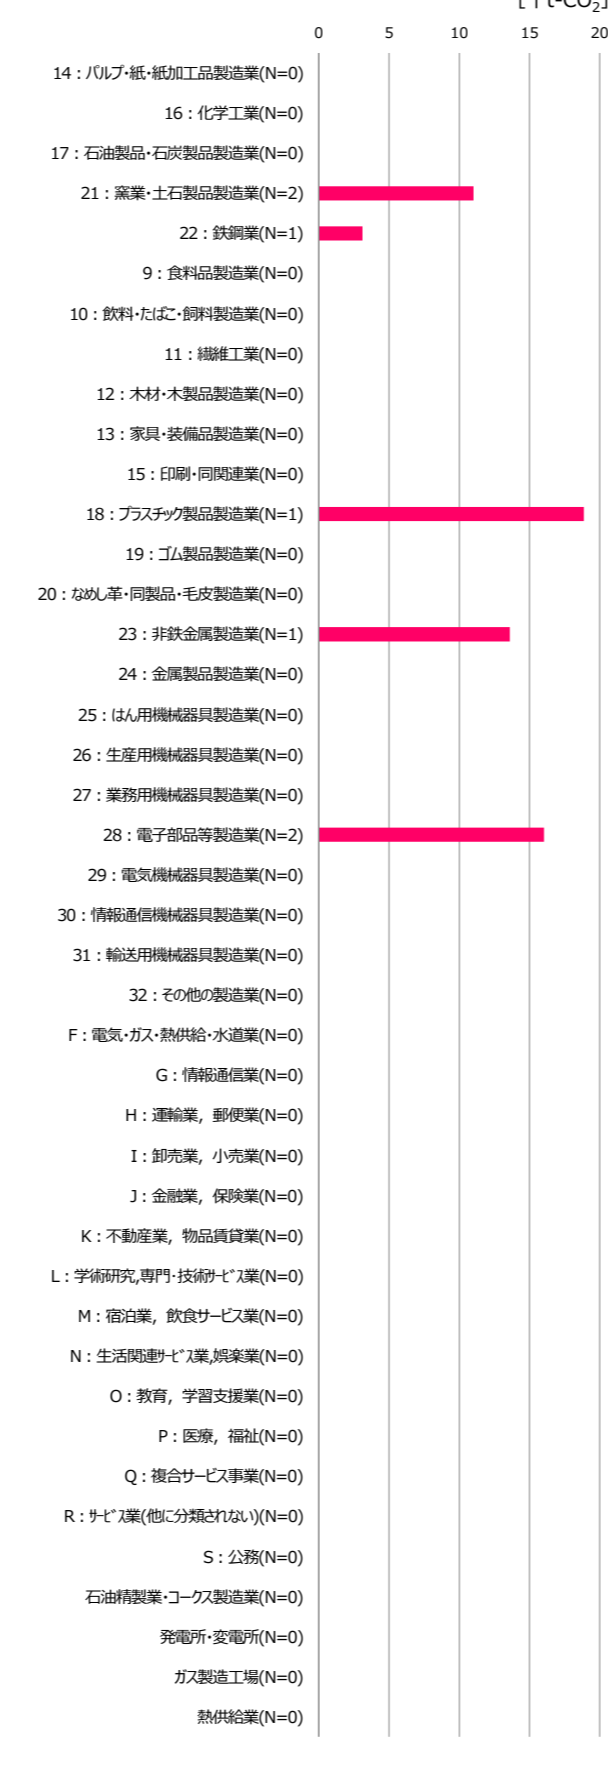 t-CO2]
0 5 10 15 20
14：パルプ・紙・紙加工品製造業(N=0)
16：化学工業(N=0)
17：石油製品・石炭製品製造業(N=0)
21：窯業・土石製品製造業(N=2)
22：鉄鋼業(N=1)
9：食料品製造業(N=0)
10：飲料・たばこ・飼料製造業(N=0)
11：繊維工業(N=0)
12：木材・木製品製造業(N=0)
13：家具・装備品製造業(N=0)
15：印刷・同関連業(N=0)
18：プラスチック製品製造業(N=1)
19：ゴム製品製造業(N=0)
20：なめし革・同製品・毛皮製造業(N=0)
23：非鉄金属製造業(N=1)
24：金属製品製造業(N=0)
25：はん用機械器具製造業(N=0)
26：生産用機械器具製造業(N=0)
27：業務用機械器具製造業(N=0)
28：電子部品等製造業(N=2)
29：電気機械器具製造業(N=0)
30：情報通信機械器具製造業(N=0)
31：輸送用機械器具製造業(N=0)
32：その他の製造業(N=0)
F：電気・ガス・熱供給・水道業(N=0)
G：情報通信業(N=0)
H：運輸業，郵便業(N=0)
I：卸売業，小売業(N=0)
J：金融業，保険業(N=0)
K：不動産業，物品賃貸業(N=0)
L：学術研究,専門・技術ｻｰﾋﾞｽ業(N=0)
M：宿泊業，飲食サービス業(N=0)
N：生活関連ｻｰﾋﾞｽ業,娯楽業(N=0)
O：教育，学習支援業(N=0)
P：医療，福祉(N=0)
Q：複合サービス事業(N=0)
R：ｻｰﾋﾞｽ業(他に分類されない)(N=0)
S：公務(N=0)
石油精製業・コークス製造業(N=0)
発電所・変電所(N=0)
ガス製造工場(N=0)
熱供給業(N=0)